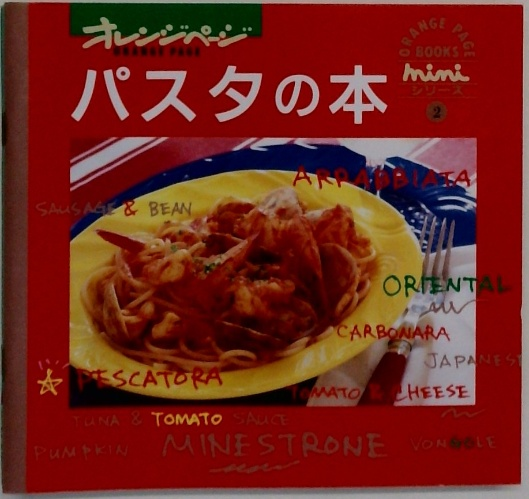 オレンジページ
ORANGE PAGE
ORANGE PAGE
BOOKS
mini
シリーズ
2
パスタの本
ARRABBIATA
SAUSAGE & BEAN
ORIENTAL
CARBONARA
JAPANESE
PESCATORA
TOMATO & CHEESE
TUNA & TOMATO SAUCE
PUMPKIN
MINESTRONE
VONGOLE